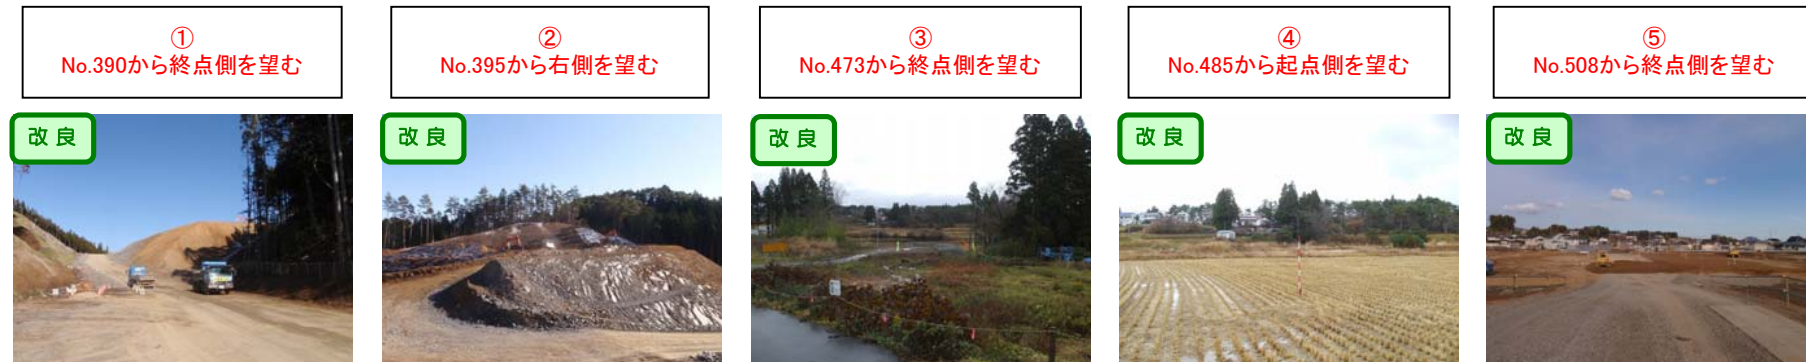 ①
No.390から終点側を望む
②
No.395から右側を望む
③
No.473から終点側を望む
④
No.485から起点側を望む
⑤
No.508から終点側を望む
改良
改良
改良
改良
改良